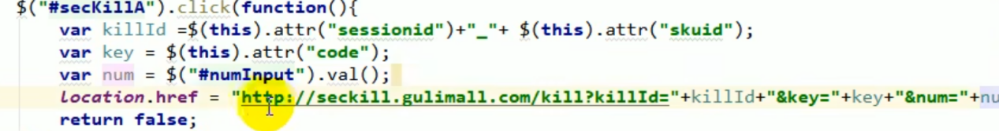 $("#secKillA").click(function(){
var killId =$(this).attr("sessionid")+"_"+ $(this).attr("skuid");
var key = $(this).attr("code");
var num = $("#numInput").val();
location.href = "http://seckill.gulimall.com/kill?killId="+killId+"&key="+key+"&num="+nu
return false;